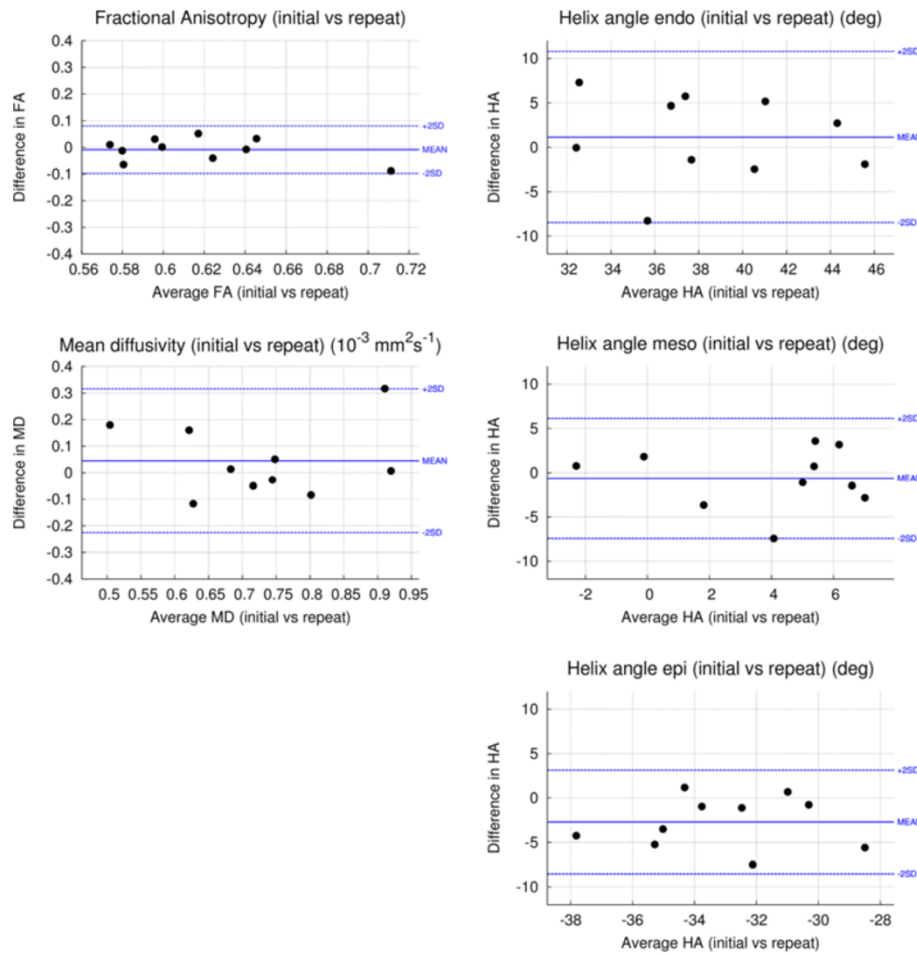 Fractional Anisotropy (initial vs repeat)
Difference in FA
0.4
0.3
0.2
0.1
0
-0.1
-0.2
-0.3
-0.4
+2SD
MEAN
-2SD
0.56 0.58 0.6 0.62 0.64 0.66 0.68 0.7 0.72
Average FA (initial vs repeat)
Helix angle endo (initial vs repeat) (deg)
Difference in HA
10
5
0
-5
-10
+2SD
MEAN
-2SD
32 34 36 38 40 42 44 46
Average HA (initial vs repeat)
Mean diffusivity (initial vs repeat) (10⁻³ mm²s⁻¹)
Difference in MD
0.4
0.3
0.2
0.1
0
-0.1
-0.2
-0.3
-0.4
+2SD
MEAN
-2SD
0.5 0.55 0.6 0.65 0.7 0.75 0.8 0.85 0.9 0.95
Average MD (initial vs repeat)
Helix angle meso (initial vs repeat) (deg)
Difference in HA
10
5
0
-5
-10
+2SD
MEAN
-2SD
-2 0 2 4 6
Average HA (initial vs repeat)
Helix angle epi (initial vs repeat) (deg)
Difference in HA
10
5
0
-5
-10
+2SD
MEAN
-2SD
-38 -36 -34 -32 -30 -28
Average HA (initial vs repeat)